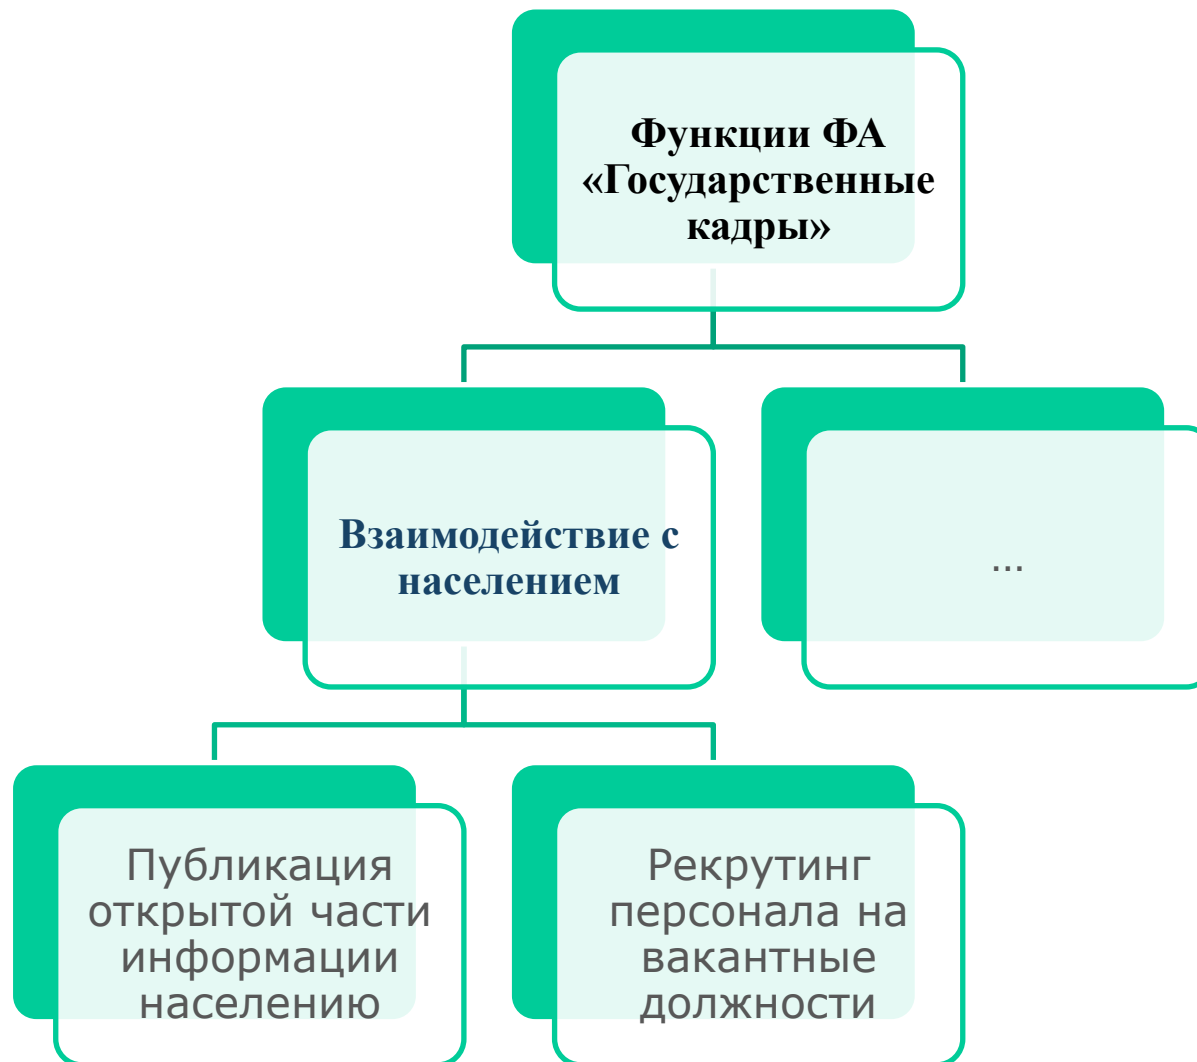 Функции ФА
«Государственные
кадры»
Взаимодействие с
населением
...
Публикация
открытой части
информации
населению
Рекрутинг
персонала на
вакантные
должности